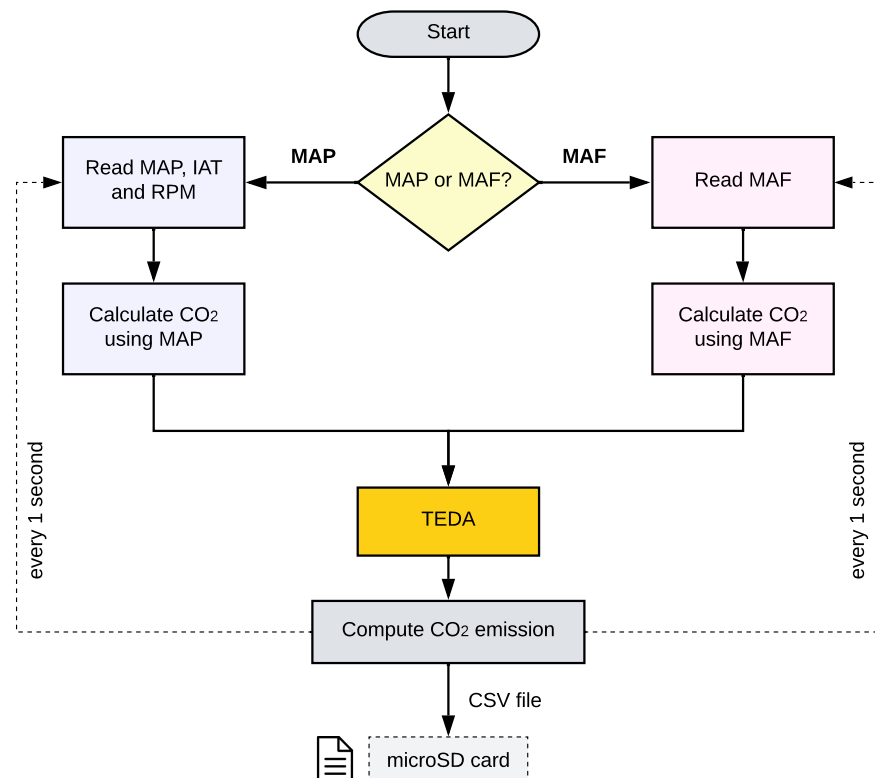 Start
MAP
MAF
Read MAP, IAT
and RPM
MAP or MAF?
Read MAF
Calculate CO2
using MAP
Calculate CO2
using MAF
every 1 second
every 1 second
TEDA
Compute CO2 emission
CSV file
microSD card